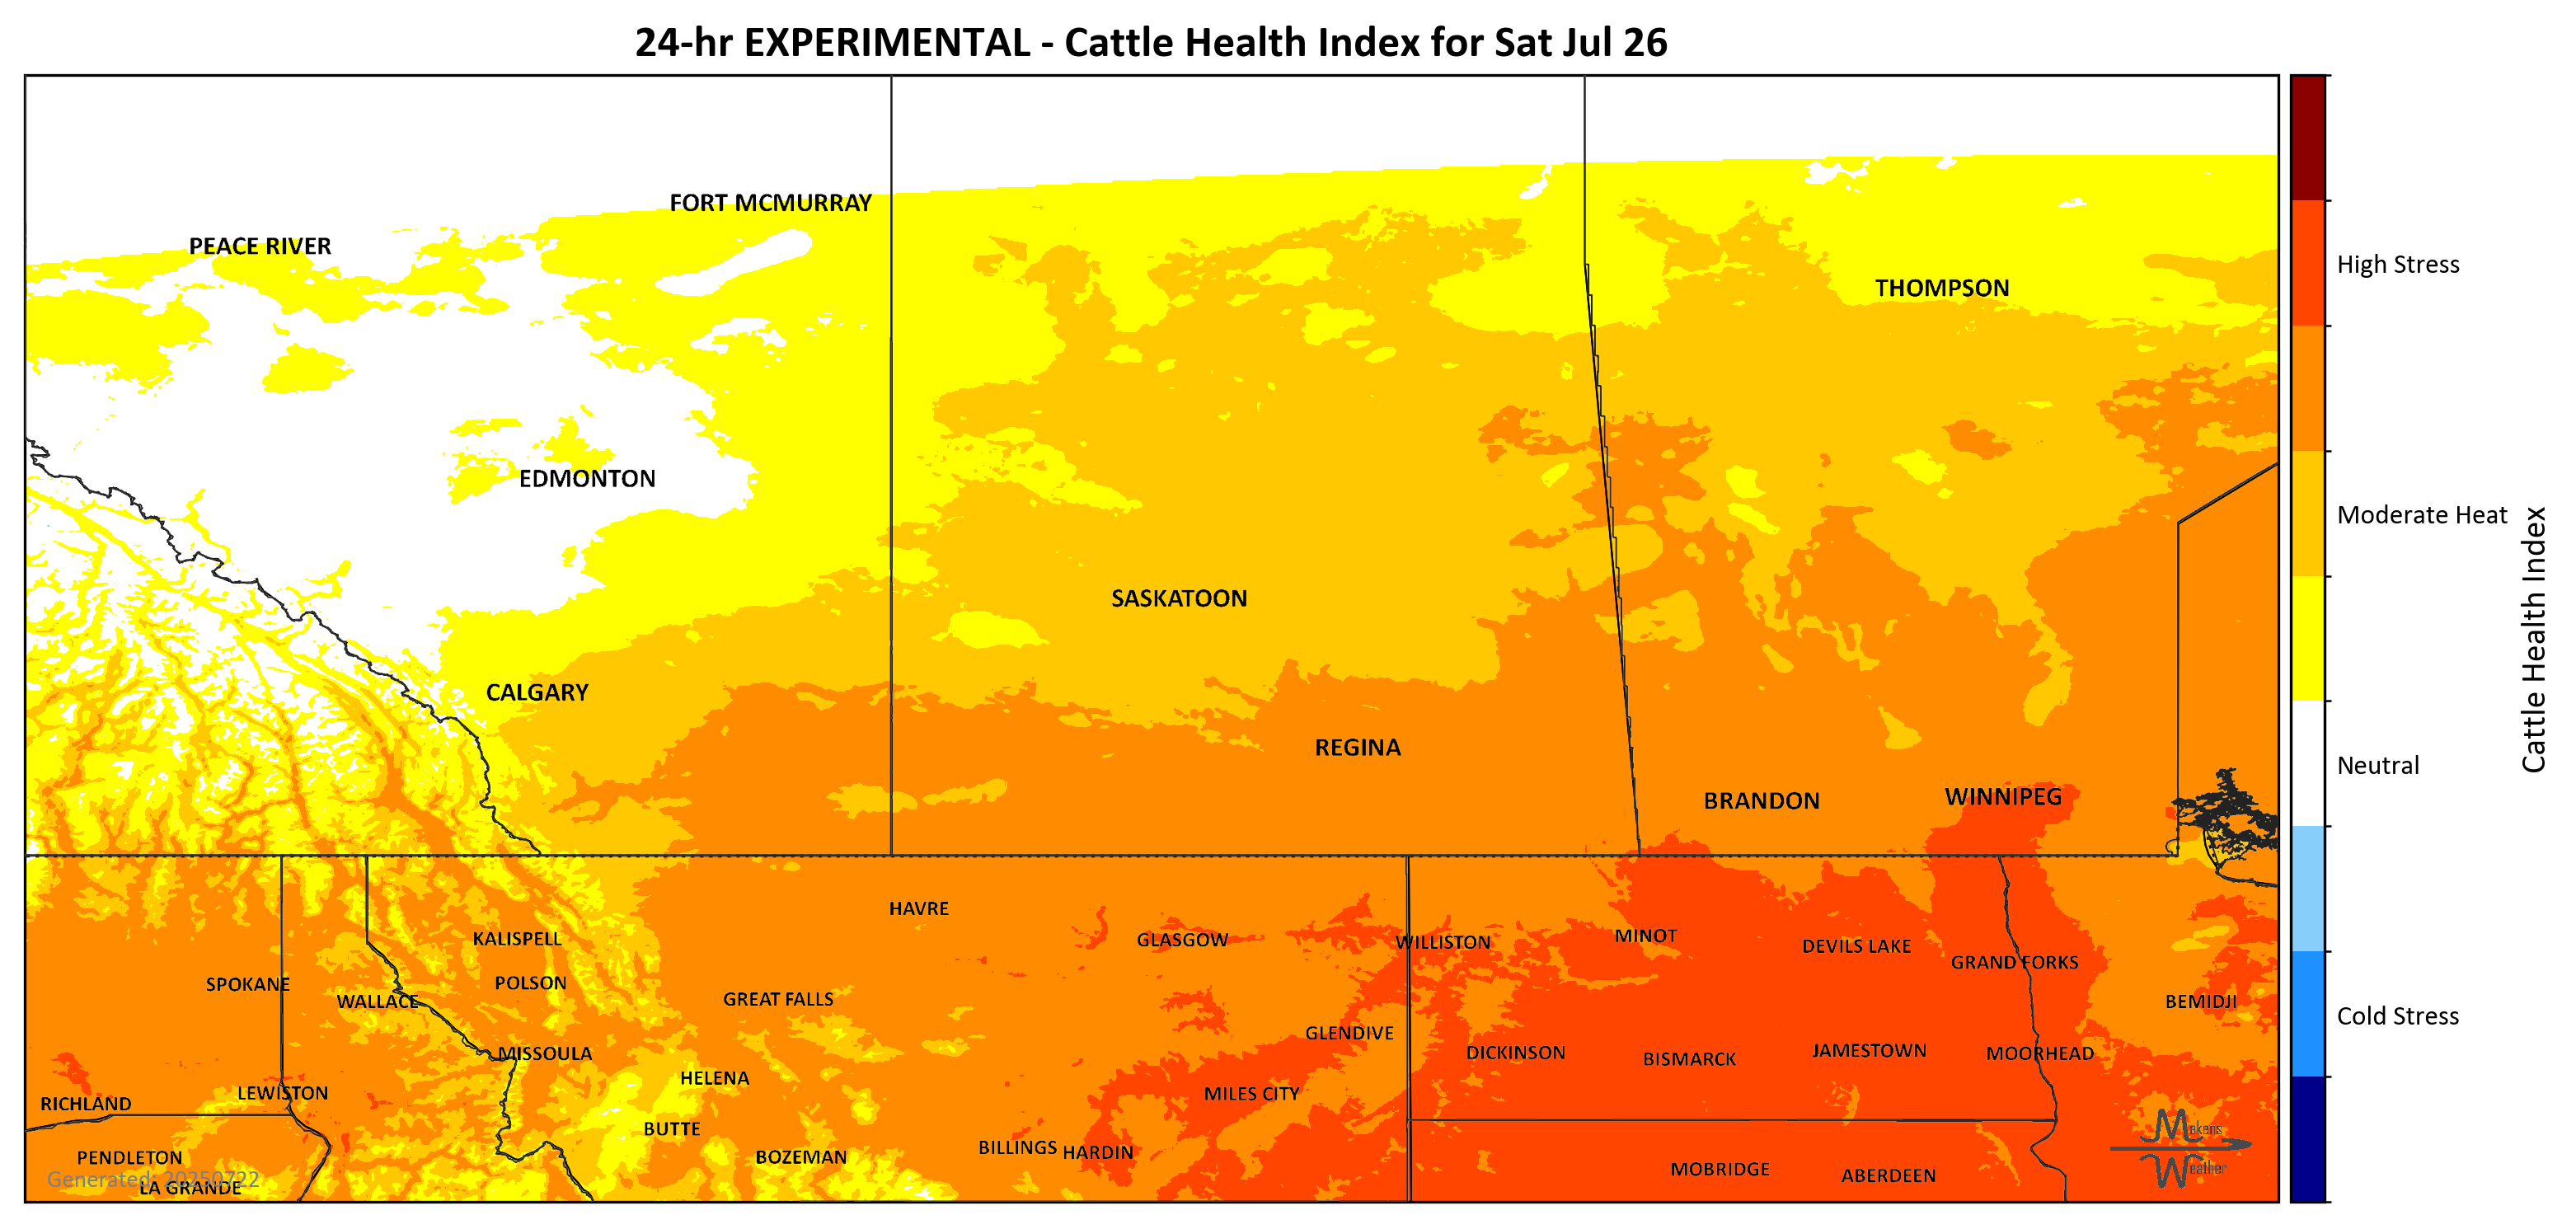 24-hr EXPERIMENTAL - Cattle Health Index for Sat Jul 26
FORT MCMURRAY
PEACE RIVER
THOMPSON
EDMONTON
SASKATOON
CALGARY
REGINA
BRANDON
WINNIPEG
HAVRE
KALISPELL
GLASGOW
WILLISTON
MINOT
DEVILS LAKE
GRAND FORKS
SPOKANE
POLSON
WALLACE
GREAT FALLS
BEMIDJI
GLENDIVE
MISSOULA
DICKINSON
BISMARCK
JAMESTOWN
MOORHEAD
HELENA
LEWISTON
MILES CITY
RICHLAND
BUTTE
BILLINGS
HARDIN
PENDLETON
BOZEMAN
MOBRIDGE
ABERDEEN
Generated: 20250722
LA GRANDE
Makens
Weather
High Stress
Moderate Heat
Neutral
Cold Stress
Cattle Health Index